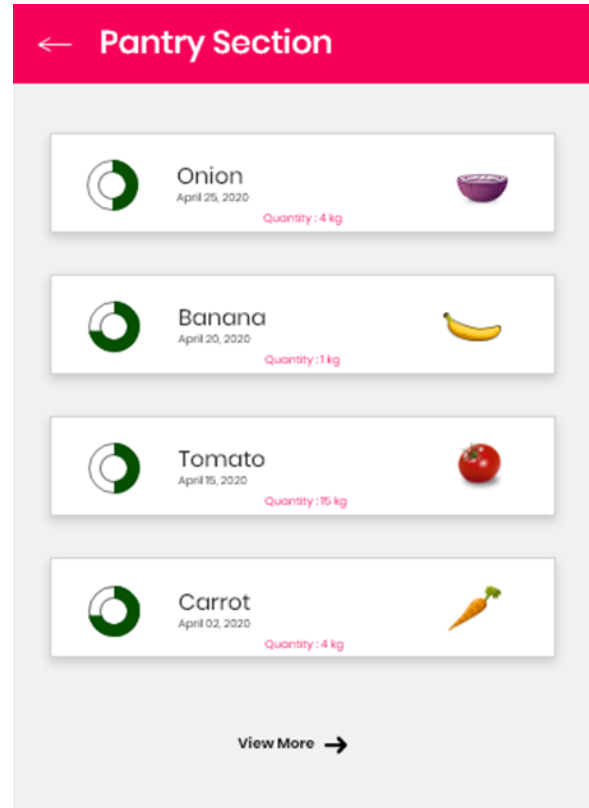 Pantry Section
Onion
April 25, 2020
Quantity : 4 kg
Banana
April 20, 2020
Quantity : 1 kg
Tomato
April 15, 2020
Quantity : 15 kg
Carrot
April 02, 2020
Quantity : 4 kg
View More